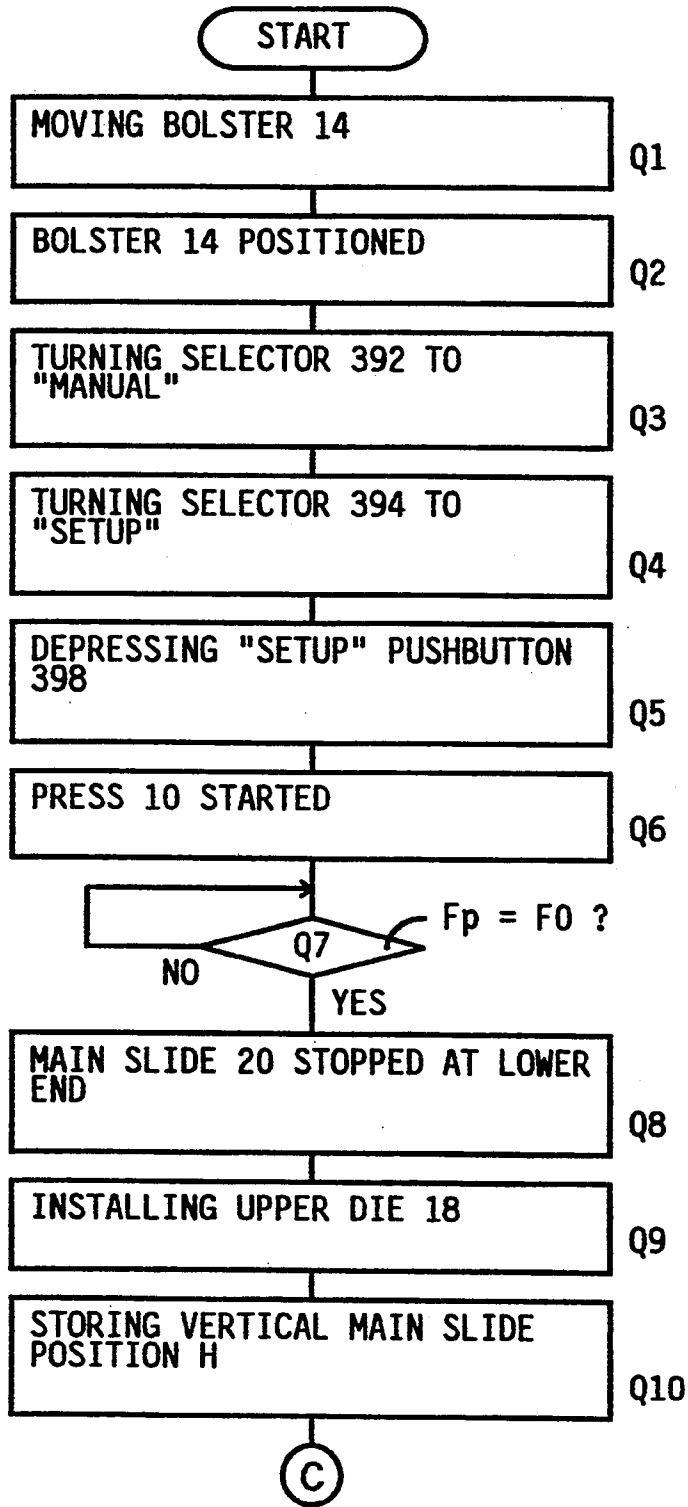 START
MOVING BOLSTER 14
Q1
BOLSTER 14 POSITIONED
Q2
TURNING SELECTOR 392 TO
"MANUAL"
Q3
TURNING SELECTOR 394 TO
"SETUP"
Q4
DEPRESSING "SETUP" PUSHBUTTON
398
Q5
PRESS 10 STARTED
Q6
Fp = F0 ?
Q7
NO
YES
MAIN SLIDE 20 STOPPED AT LOWER
END
Q8
INSTALLING UPPER DIE 18
Q9
STORING VERTICAL MAIN SLIDE
POSITION H
Q10
C